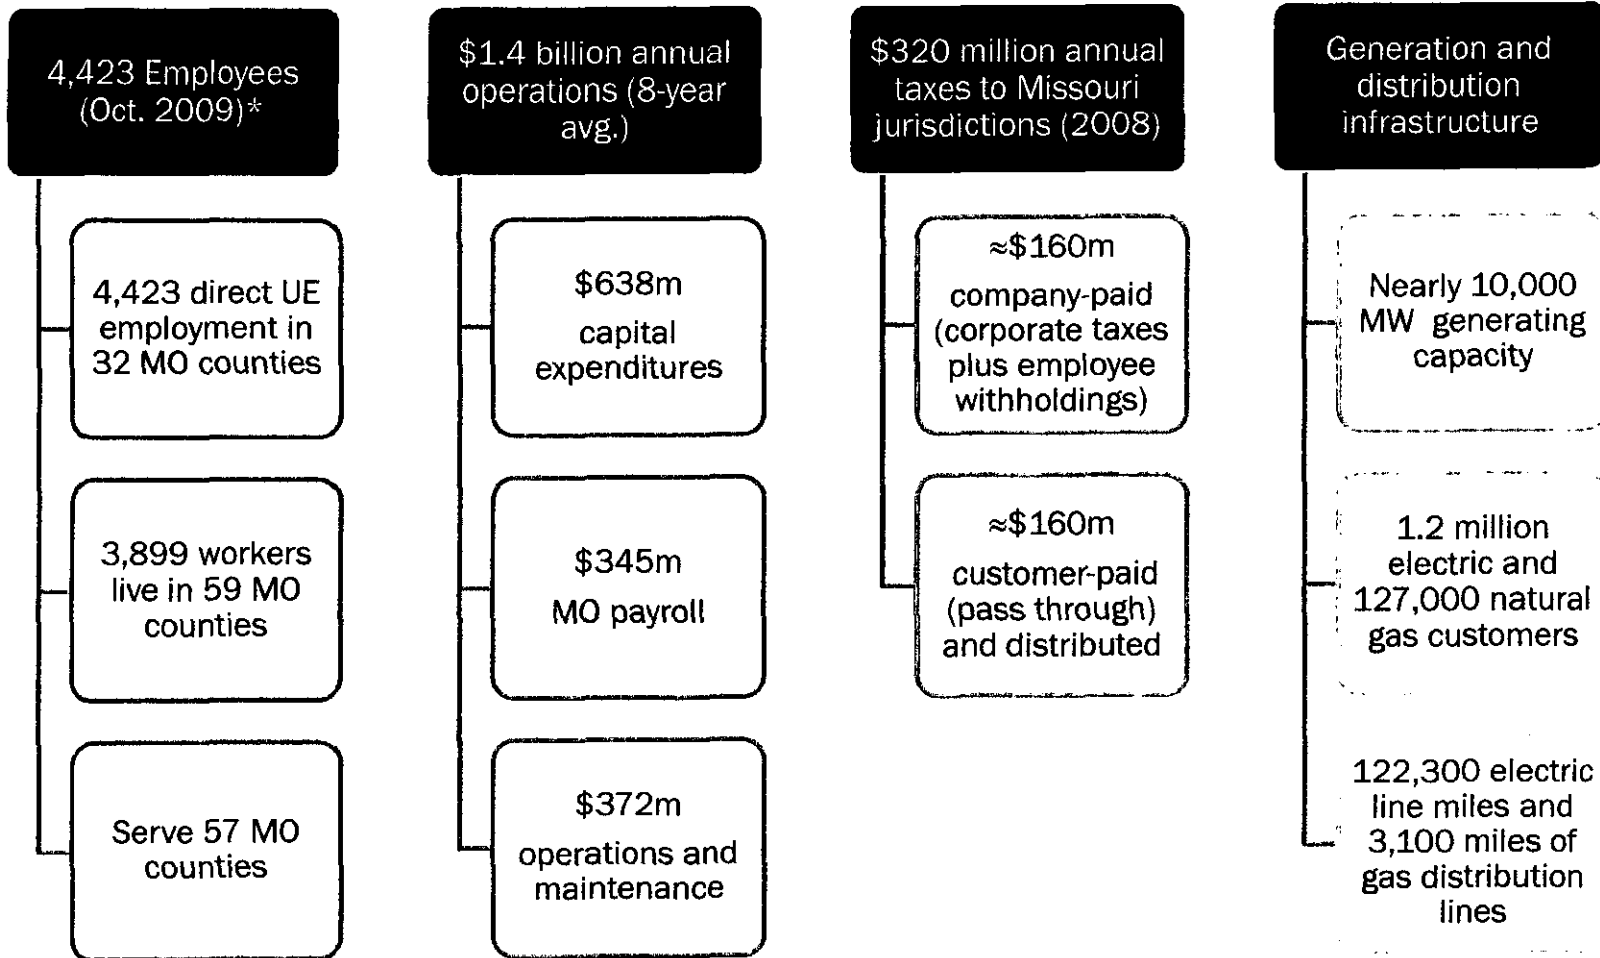 4,423 Employees
(Oct. 2009)*
4,423 direct UE
employment in
32 MO counties
3,899 workers
live in 59 MO
counties
Serve 57 MO
counties
$1.4 billion annual
operations (8-year
avg.)
$638m
capital
expenditures
$345m
MO payroll
$372m
operations and
maintenance
$320 million annual
taxes to Missouri
jurisdictions (2008)
≈$160m
company-paid
(corporate taxes
plus employee
withholdings)
≈$160m
customer-paid
(pass through)
and distributed
Generation and
distribution
infrastructure
Nearly 10,000
MW generating
capacity
1.2 million
electric and
127,000 natural
gas customers
122,300 electric
line miles and
3,100 miles of
gas distribution
lines